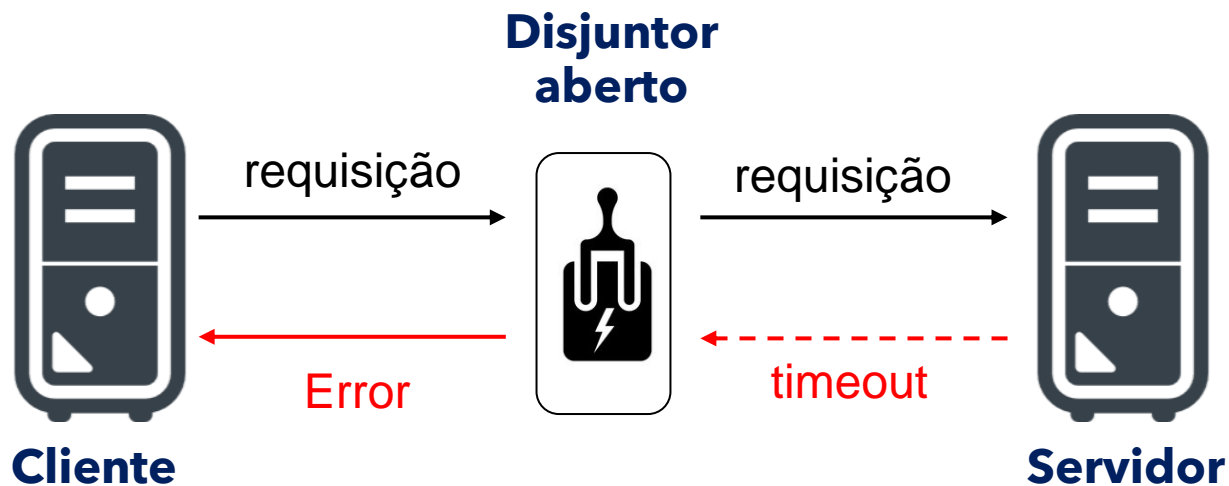 Disjuntor
aberto
requisição
requisição
Error
timeout
Cliente
Servidor